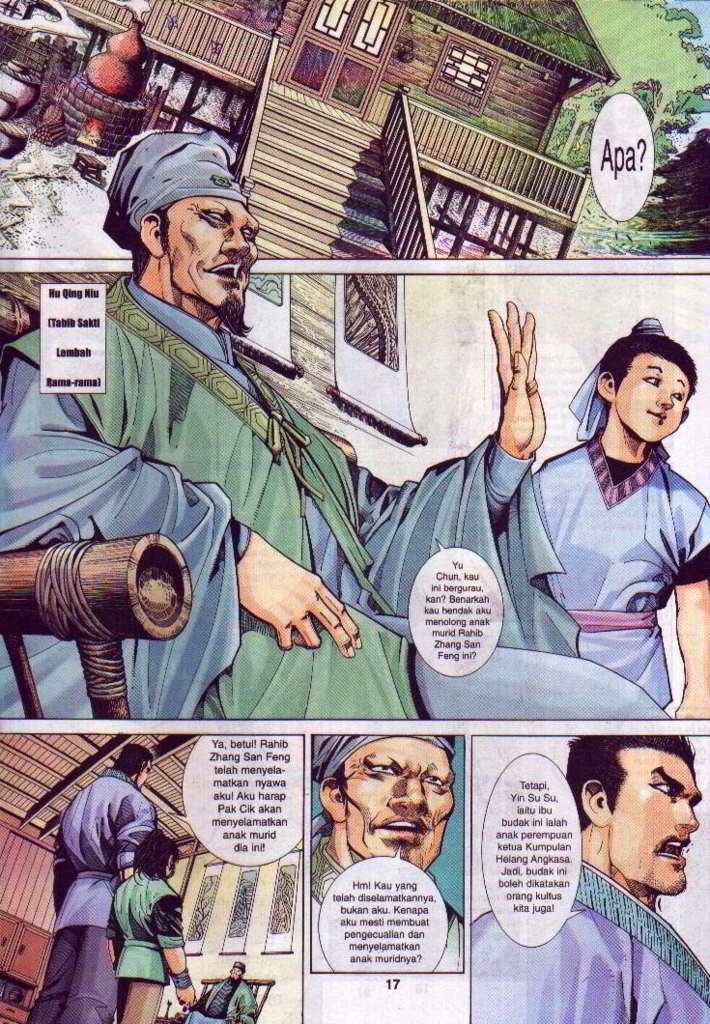 Apa?
Hu Qing Niu
(Tabib Sakti
Lembah
Rama-rama)
Yu
Chun, kau
ini bergurau,
kan? Benarkah
kau hendak aku
menolong anak
murid Rahib
Zhang San
Feng ini?
Ya, betul! Rahib
Zhang San Feng
telah menyela-
matkan nyawa
aku! Aku harap
Pak Cik akan
menyelamatkan
anak murid
dia ini!
Hm! Kau yang
telah diselamatkannya,
bukan aku. Kenapa
aku mesti membuat
pengecualian dan
menyelamatkan
anak muridnya?
Tetapi,
Yin Su Su,
iaitu ibu
budak ini ialah
anak perempuan
ketua Kumpulan
Helang Angkasa.
Jadi, budak ini
boleh dikatakan
orang kultus
kita juga!
17